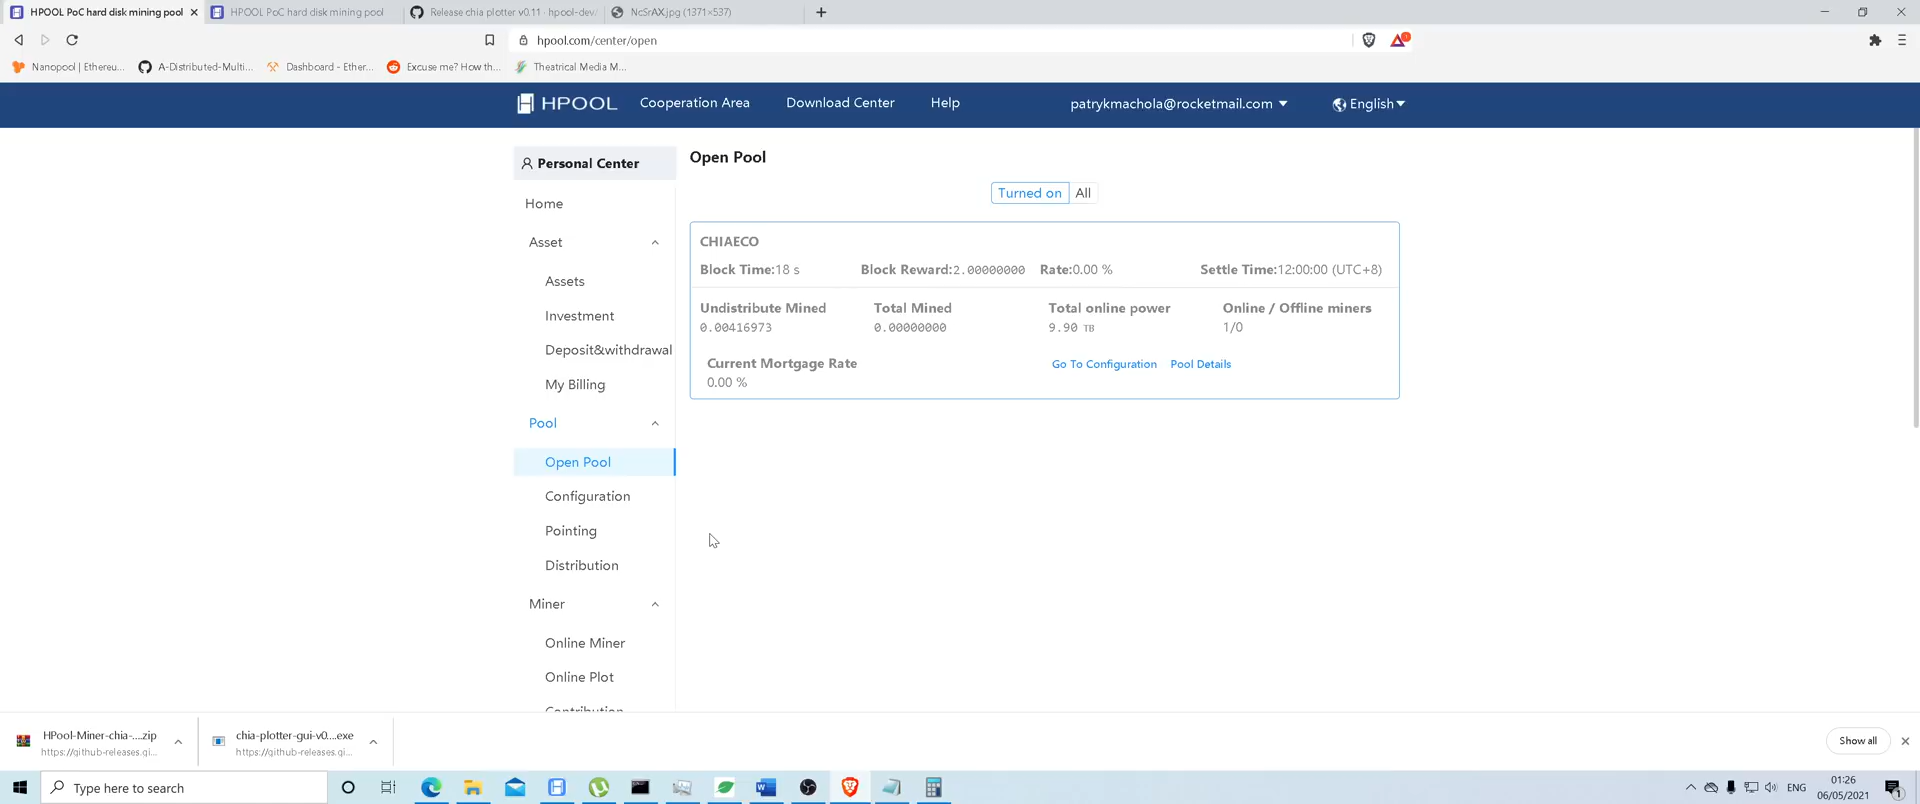 HPOOL PoC hard disk mining pool
HPOOL PoC hard disk mining pool
Release chia plotter v0.11 · hpool-dev/
NcSrAX.jpg (1371×537)
hpool.com/center/open
Nanopool | Ethereu...
A-Distributed-Multi...
Dashboard - Ether...
Excuse me? How th...
Theatrical Media M...
HPOOL
Cooperation Area
Download Center
Help
patrykmachola@rocketmail.com
English
Personal Center
Home
Asset
Assets
Investment
Deposit&withdrawal
My Billing
Pool
Open Pool
Configuration
Pointing
Distribution
Miner
Online Miner
Online Plot
Contribution
Open Pool
Turned on
All
CHIAECO
Block Time:18 s
Block Reward:2.00000000
Rate:0.00 %
Settle Time:12:00:00 (UTC+8)
Undistribute Mined
0.00416973
Total Mined
0.00000000
Total online power
9.90 TB
Online / Offline miners
1/0
Current Mortgage Rate
0.00 %
Go To Configuration
Pool Details
HPool-Miner-chia-....zip
https://github-releases.gi...
chia-plotter-gui-v0....exe
https://github-releases.gi...
Show all
Type here to search
ENG
01:26
06/05/2021
1